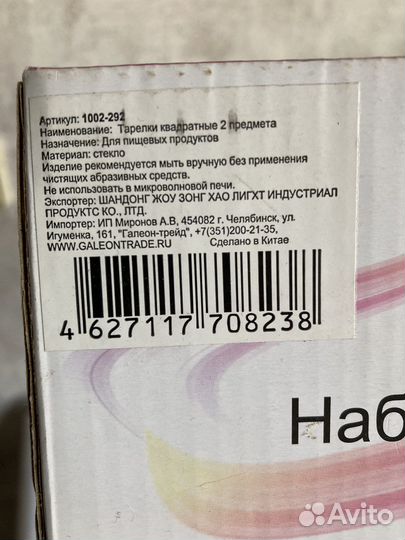 Артикул: 1002-292
Наименование: Тарелки квадратные 2 предмета
Назначение: Для пищевых продуктов
Материал: стекло
Изделие рекомендуется мыть вручную без применения
чистящих абразивных средств.
Не использовать в микроволновой печи.
Экспортер: ШАНДОНГ ЖОУ ЗОНГ ХАО ЛИГХТ ИНДУСТРИАЛ
ПРОДУКТС КО., ЛТД.
Импортер: ИП Миронов А.В, 454082 г. Челябинск, ул.
Игуменка, 161, "Галеон-трейд", +7(351)200-21-35,
WWW.GALEONTRADE.RU Сделано в Китае
4 627117 708238
Наб
Avito